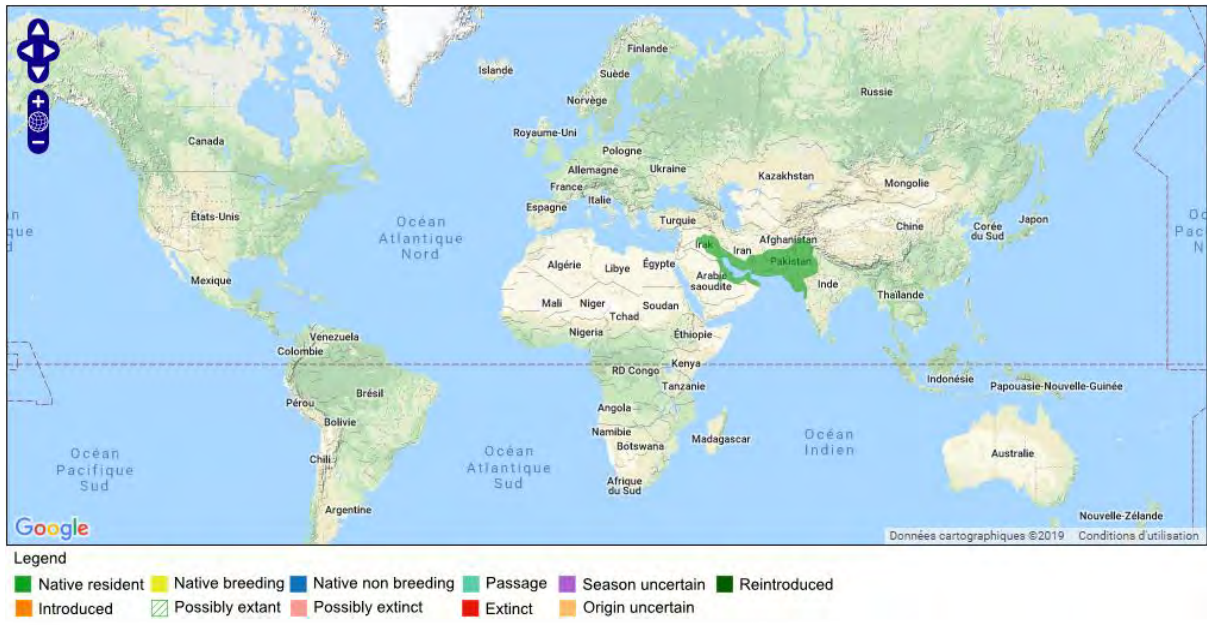 Finlande
Islande
Suède
Russie
Norvège
Canada
Royaume-Uni
Pologne
Allemagne
Ukraine
Kazakhstan
Mongolie
France
Italie
Espagne
Turquie
États-Unis
Océan
Atlantique
Nord
Chine
Corée
du Sud
Japon
Irak
Iran
Afghanistan
Pakistan
Algérie
Libye
Égypte
Arabie
saoudite
Inde
Mexique
Mali
Niger
Tchad
Soudan
Thaïlande
Nigeria
Éthiopie
Venezuela
Colombie
Kenya
RD Congo
Tanzanie
Indonésie
Papouasie-Nouvelle-Guinée
Brésil
Pérou
Bolivie
Angola
Namibie
Botswana
Madagascar
Océan
Indien
Océan
Pacifique
Sud
Chili
Océan
Atlantique
Sud
Australie
Afrique
du Sud
Argentine
Nouvelle-Zélande
Google
Données cartographiques ©2019 Conditions d'utilisation
Legend
Native resident Native breeding Native non breeding Passage Season uncertain Reintroduced
Introduced Possibly extant Possibly extinct Extinct Origin uncertain